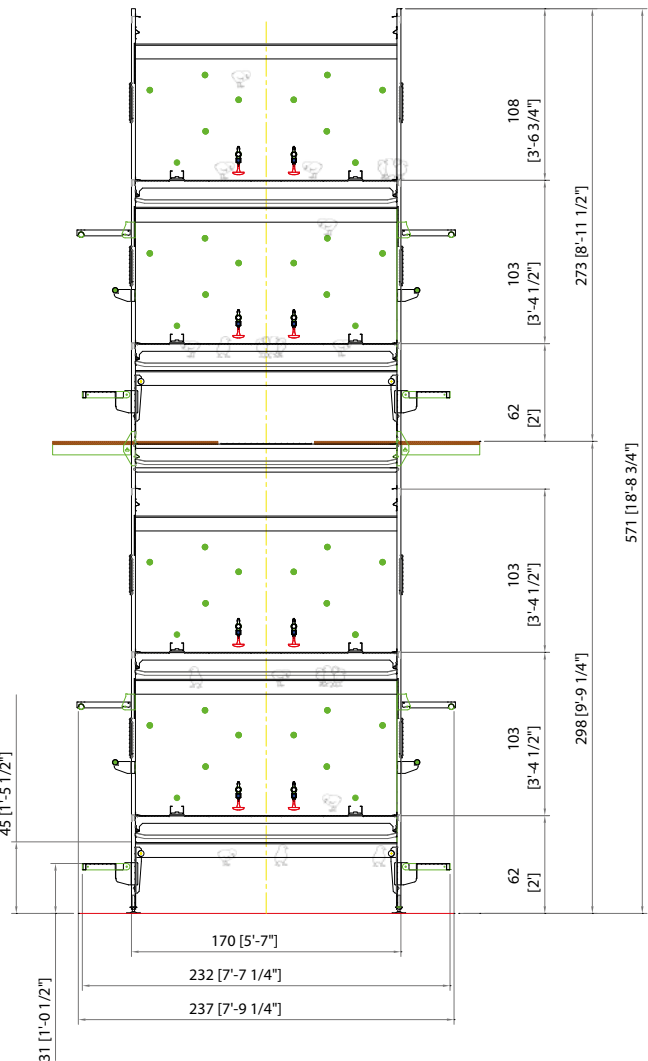 108
[3'-6 3/4"]
273 [8'-11 1/2"]
103
[3'-4 1/2"]
62
[2']
571 [18'-8 3/4"]
103
[3'-4 1/2"]
298 [9'-9 1/4"]
103
[3'-4 1/2"]
45 [1'-5 1/2"]
62
[2']
170 [5'-7"]
232 [7'-7 1/4"]
237 [7'-9 1/4"]
31 [1'-0 1/2"]